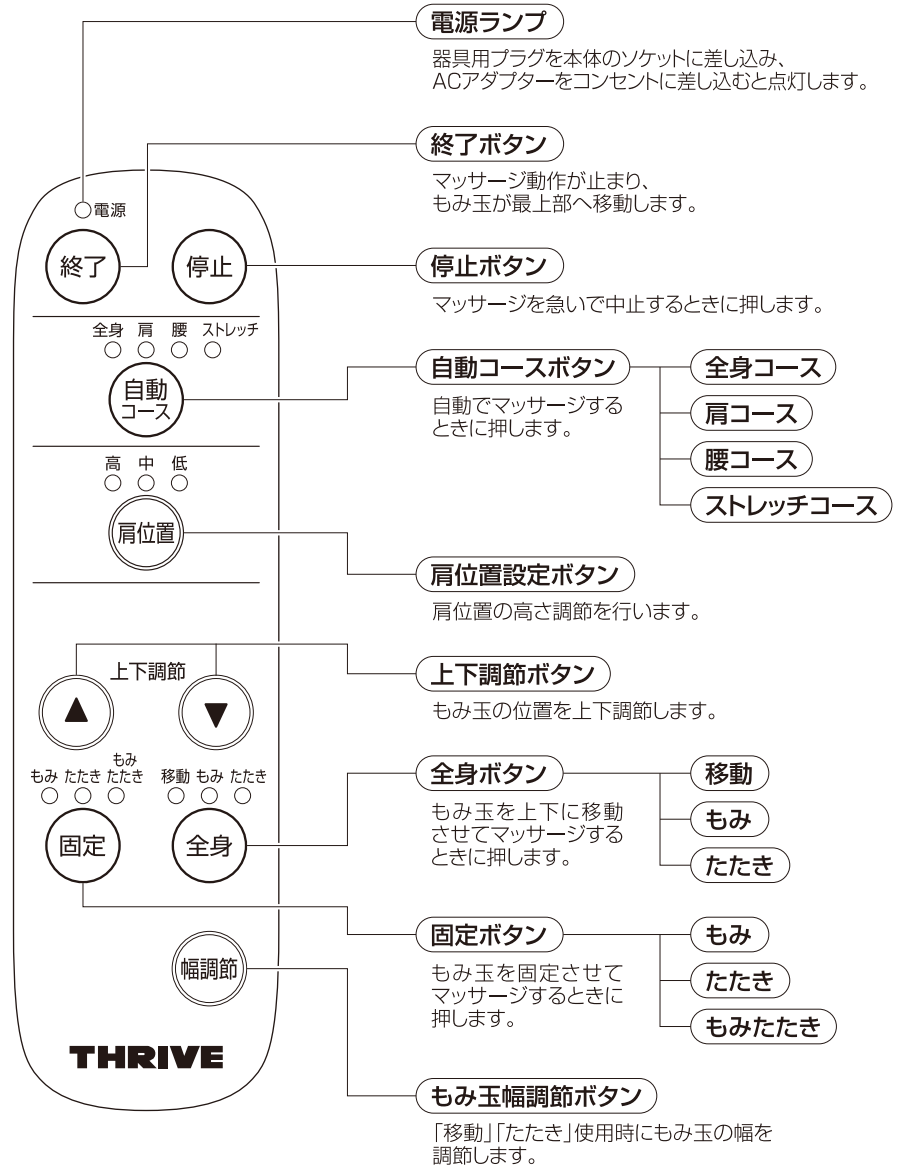 電源ランプ
器具用プラグを本体のソケットに差し込み、
ACアダプターをコンセントに差し込むと点灯します。
終了ボタン
マッサージ動作が止まり、
もみ玉が最上部へ移動します。
電源
終了
停止
停止ボタン
マッサージを急いで中止するときに押します。
全身 肩 腰 ストレッチ
自動
コース
自動コースボタン
自動でマッサージする
ときに押します。
全身コース
肩コース
腰コース
ストレッチコース
高 中 低
肩位置
肩位置設定ボタン
肩位置の高さ調節を行います。
上下調節
▲ ▼
上下調節ボタン
もみ玉の位置を上下調節します。
もみ たたき もみ
たたき
移動 もみ たたき
固定
全身
全身ボタン
もみ玉を上下に移動
させてマッサージする
ときに押します。
移動
もみ
たたき
固定ボタン
もみ玉を固定させて
マッサージするときに
押します。
もみ
たたき
もみたたき
幅調節
THRIVE
もみ玉幅調節ボタン
「移動」「たたき」使用時にもみ玉の幅を
調節します。